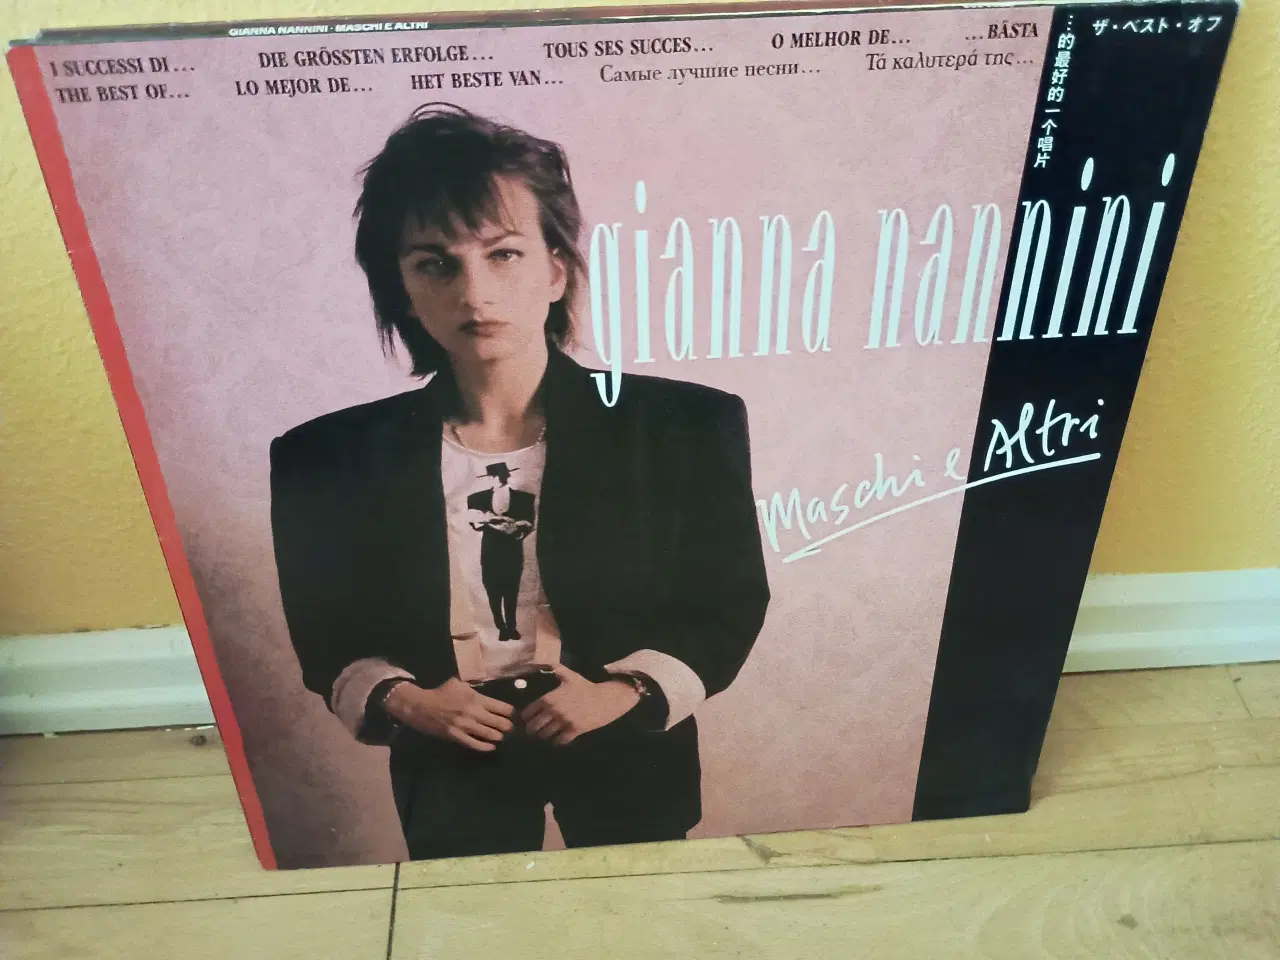 GIANNA NANNINI · MASCHI E ALTRI
I SUCCESSI DI... DIE GRÖSSTEN ERFOLGE... TOUS SES SUCCES... O MELHOR DE... ...BÄSTA
THE BEST OF... LO MEJOR DE... HET BESTE VAN... Самые лучшие песни... Τά καλυτερά της...
...的最好的一个唱片
ザ・ベスト・オフ
gianna nannini
Maschi e Altri